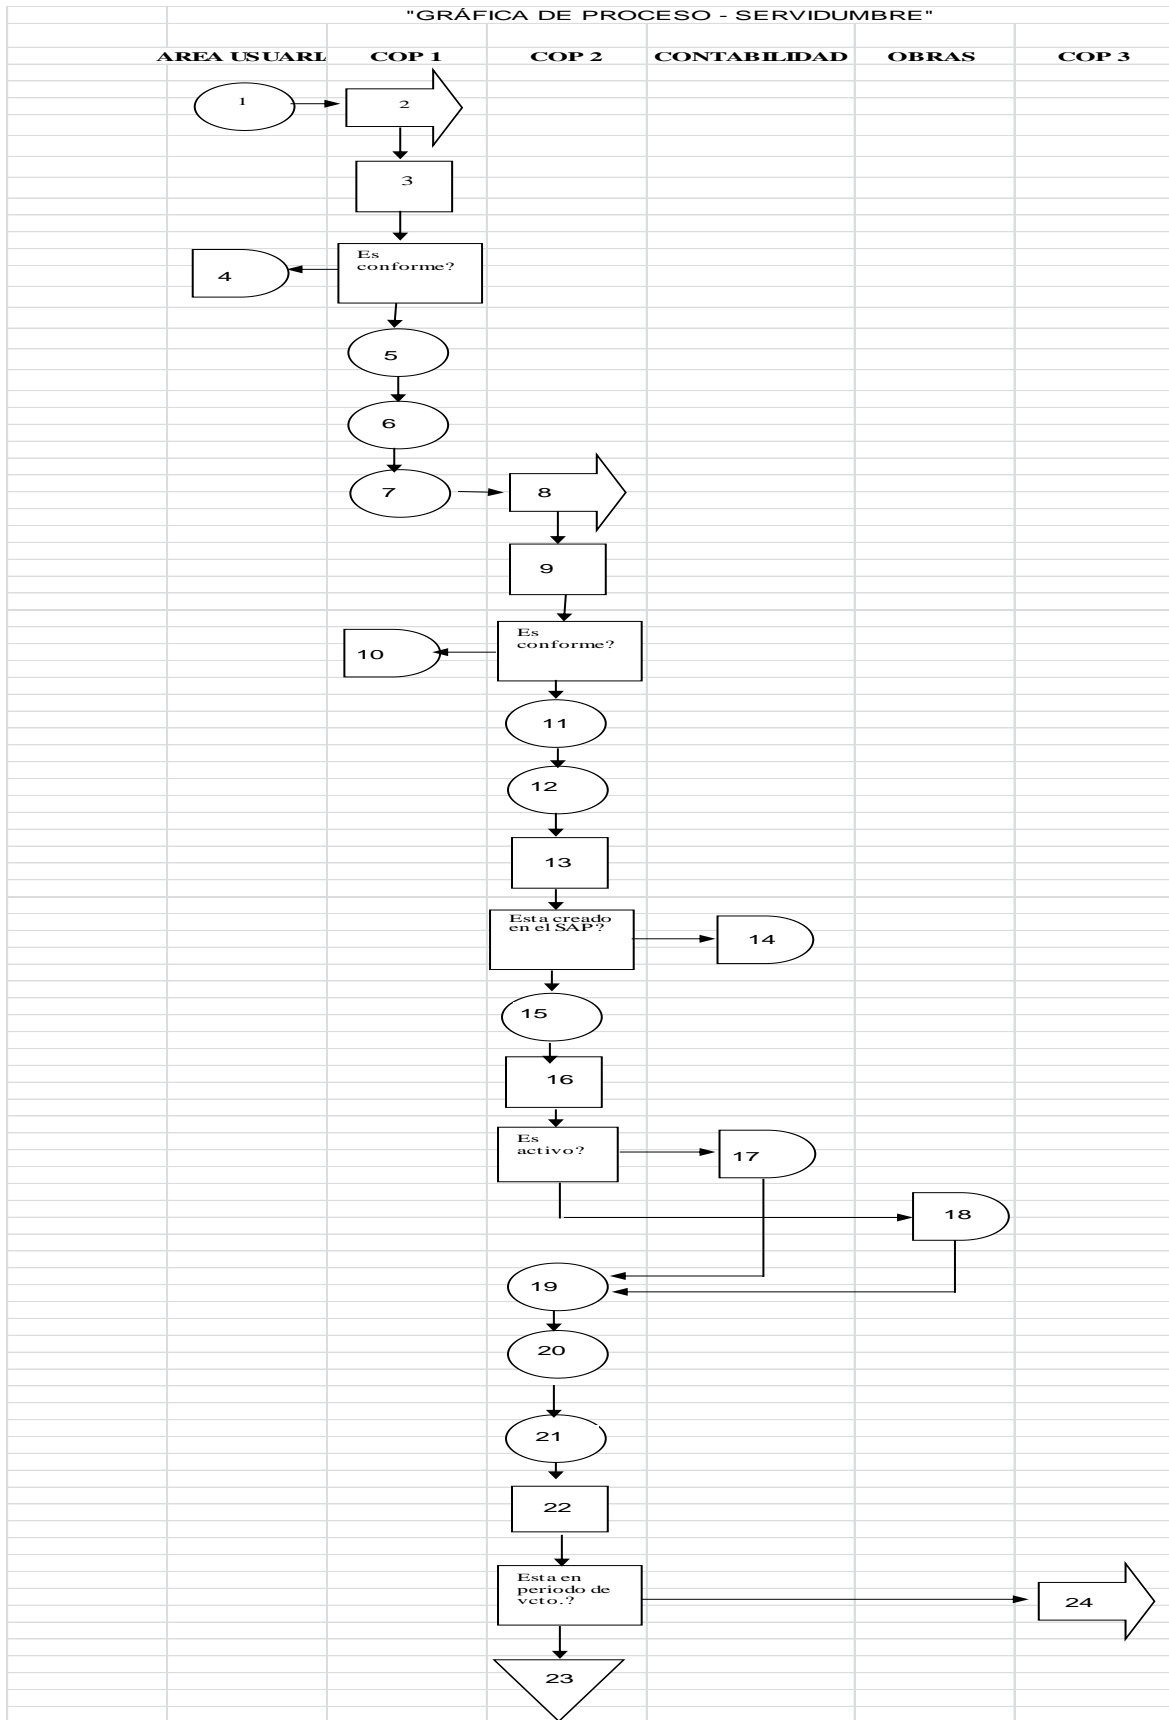 "GRÁFICA DE PROCESO - SERVIDUMBRE"
AREA USUARI COP 1 COP 2 CONTABILIDAD OBRAS COP 3
1
2
3
Es
conforme?
4
5
6
7
8
9
Es
conforme?
10
11
12
13
Esta creado
en el SAP?
14
15
16
Es
activo?
17
18
19
20
21
22
Esta en
periodo de
vcto.?
24
23